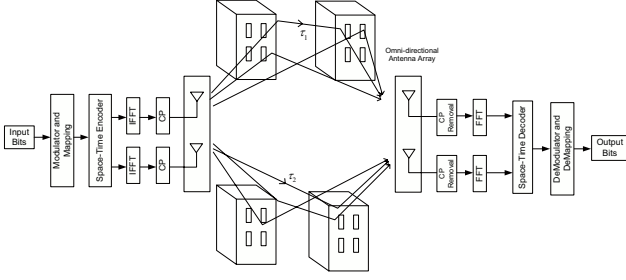 τ1
Omni-directional
Antenna Array
Input
Bits
Modulator and
Mapping
Space-Time Encoder
IFFT
CP
IFFT
CP
τ2
CP
Removal
FFT
CP
Removal
FFT
Space-Time Decoder
DeModulator and
DeMapping
Output
Bits